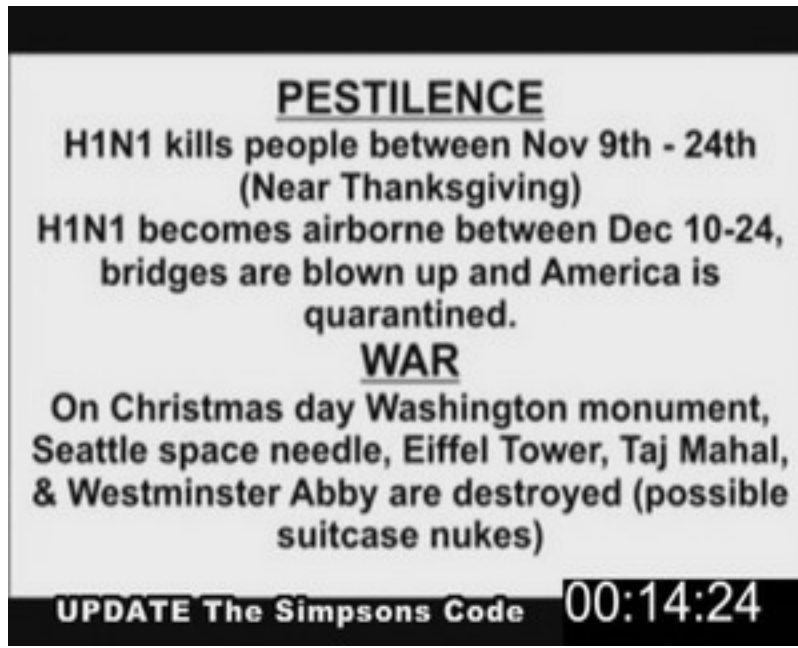 PESTILENCE
H1N1 kills people between Nov 9th - 24th
(Near Thanksgiving)
H1N1 becomes airborne between Dec 10-24,
bridges are blown up and America is
quarantined.
WAR
On Christmas day Washington monument,
Seattle space needle, Eiffel Tower, Taj Mahal,
& Westminster Abby are destroyed (possible
suitcase nukes)
UPDATE The Simpsons Code 00:14:24